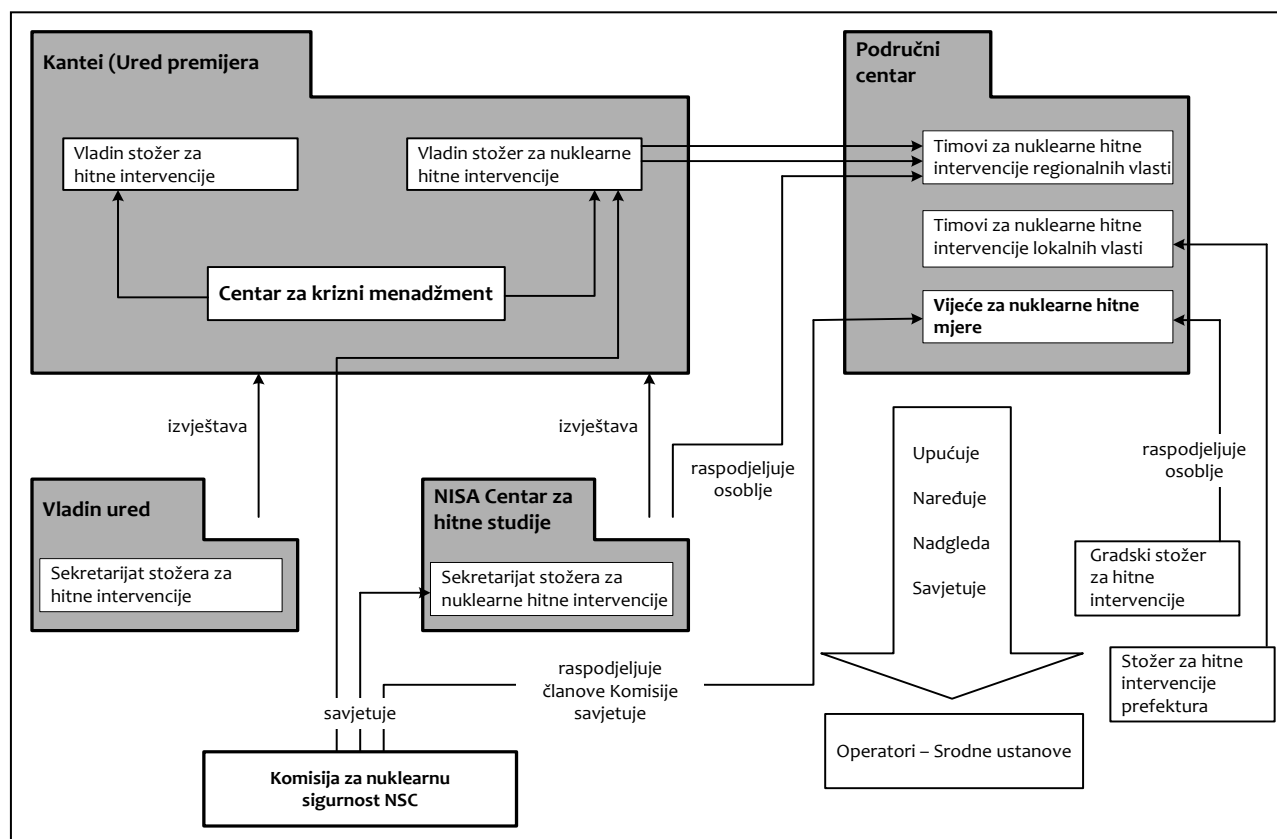 Kantei (Ured premijera
Vladin stožer za
hitne intervencije
Vladin stožer za nuklearne
hitne intervencije
Centar za krizni menadžment
Područni
centar
Timovi za nuklearne hitne
intervencije regionalnih vlasti
Timovi za nuklearne hitne
intervencije lokalnih vlasti
Vijeće za nuklearne hitne
mjere
izvještava
izvještava
raspodjeljuje
osoblje
raspodjeljuje
osoblje
Vladin ured
Sekretarijat stožera za
hitne intervencije
NISA Centar za
hitne studije
Sekretarijat stožera za
nuklearne hitne intervencije
Upućuje
Naređuje
Nadgleda
Savjetuje
Gradski stožer
za hitne
intervencije
Stožer za hitne
intervencije
prefektura
savjetuje
raspodjeljuje
članove Komisije
savjetuje
Komisija za nuklearnu
sigurnost NSC
Operatori – Srodne ustanove